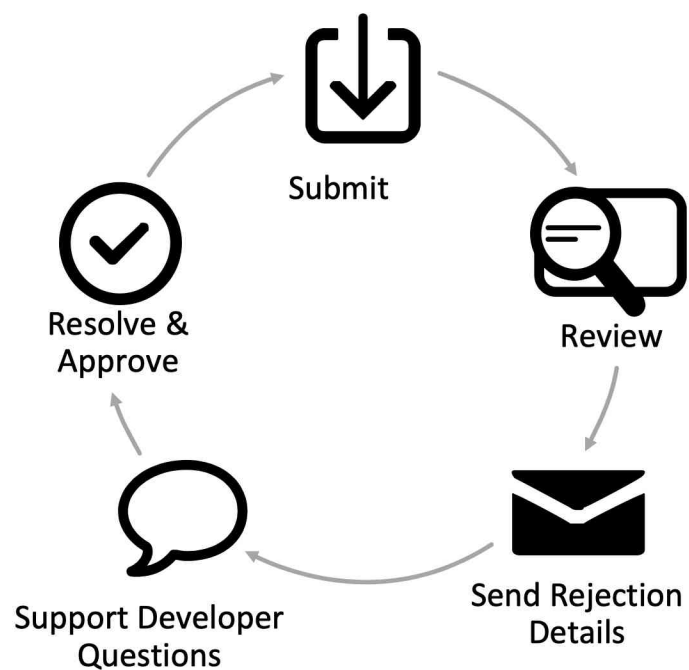 Submit
Review
Send Rejection
Details
Support Developer
Questions
Resolve &
Approve